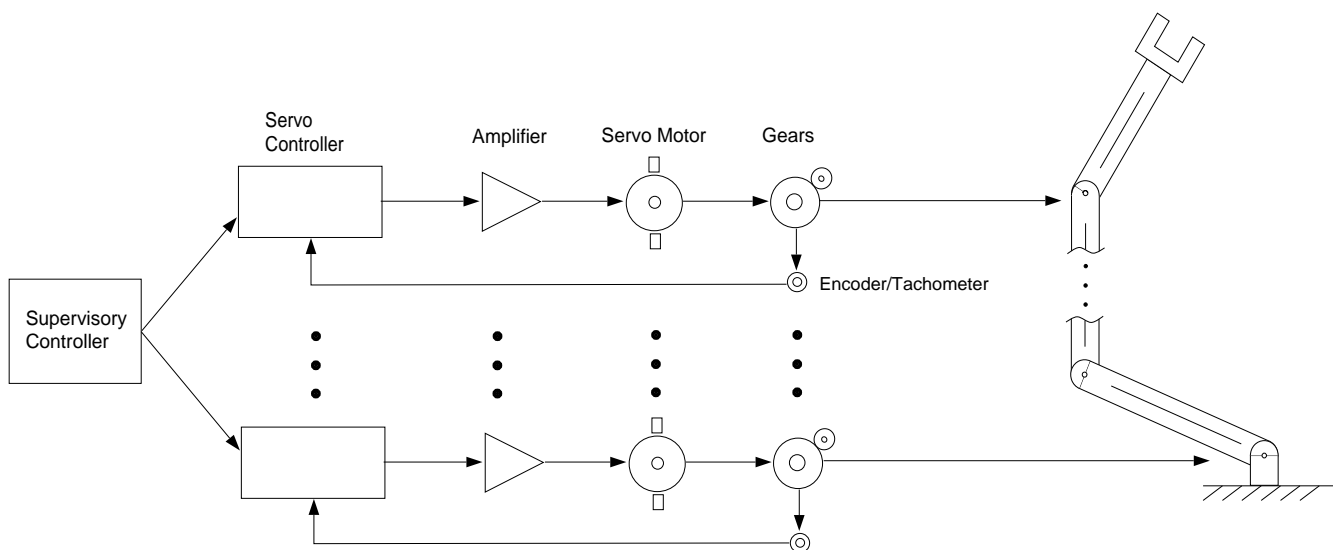 Servo
Controller
Amplifier
Servo Motor
Gears
Encoder/Tachometer
Supervisory
Controller